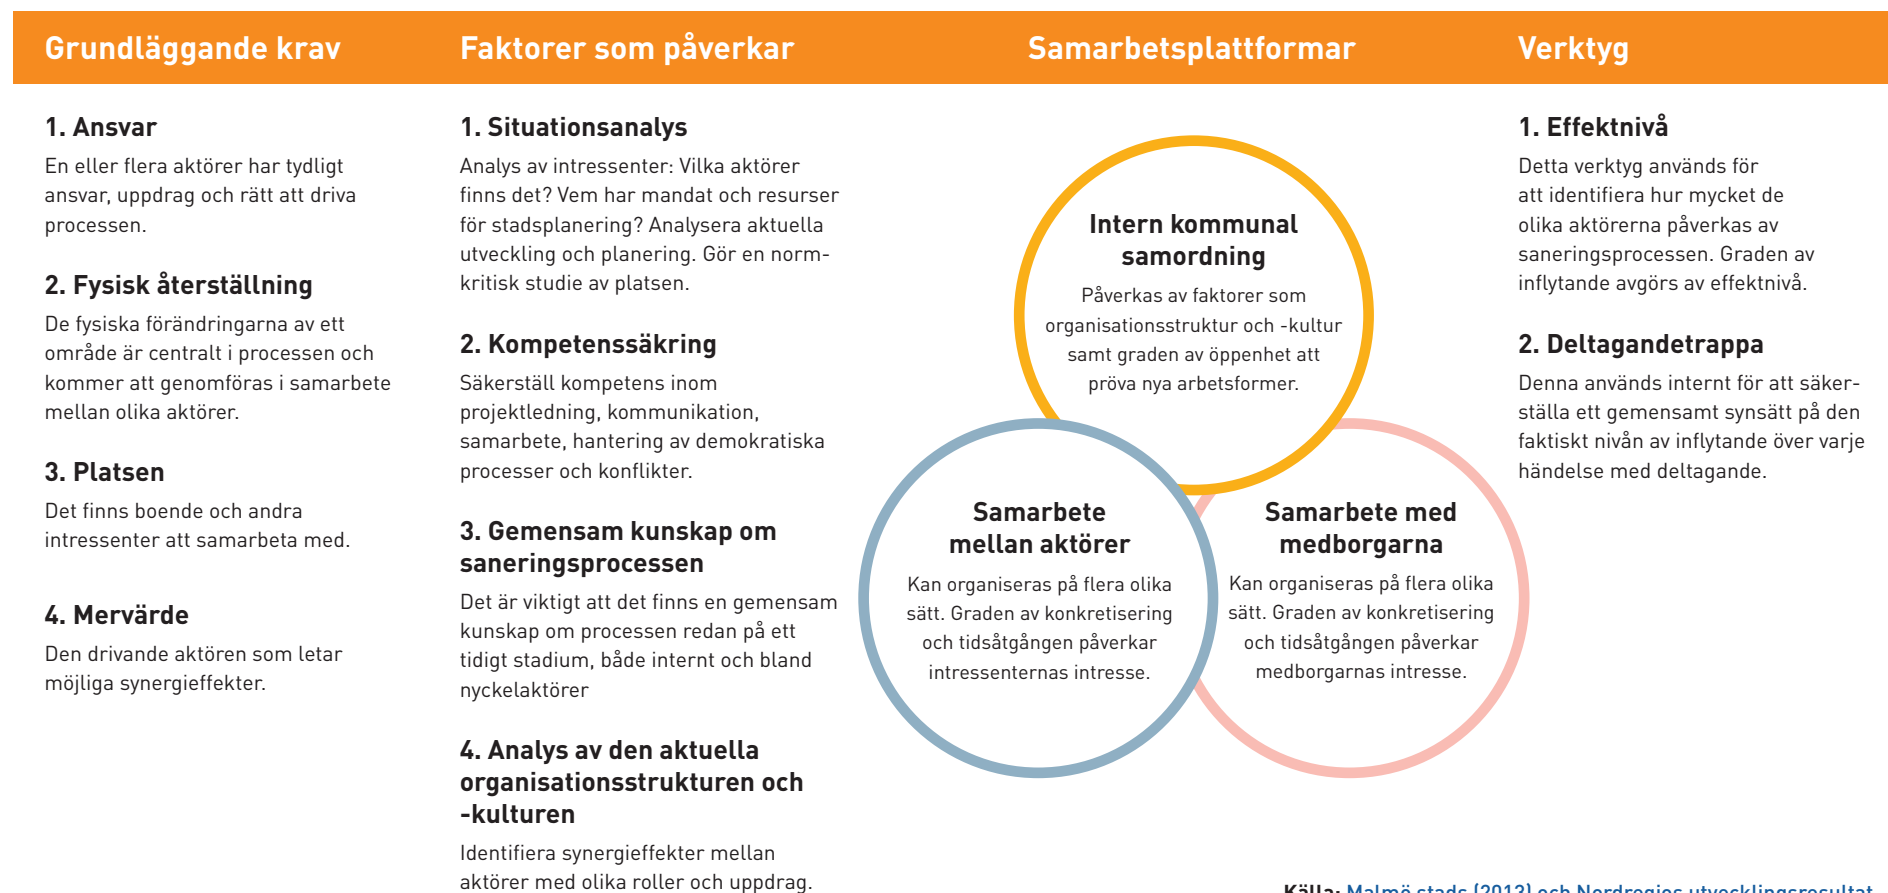 Grundläggande krav
1. Ansvar
En eller flera aktörer har tydligt
ansvar, uppdrag och rätt att driva
processen.
2. Fysisk återställning
De fysiska förändringarna av ett
område är centralt i processen och
kommer att genomföras i samarbete
mellan olika aktörer.
3. Platsen
Det finns boende och andra
intressenter att samarbeta med.
4. Mervärde
Den drivande aktören som letar
möjliga synergieffekter.
Faktorer som påverkar
1. Situationsanalys
Analys av intressenter: Vilka aktörer
finns det? Vem har mandat och resurser
för stadsplanering? Analysera aktuella
utveckling och planering. Gör en norm-
kritisk studie av platsen.
2. Kompetenssäkring
Säkerställ kompetens inom
projektledning, kommunikation,
samarbete, hantering av demokratiska
processer och konflikter.
3. Gemensam kunskap om
saneringsprocessen
Det är viktigt att det finns en gemensam
kunskap om processen redan på ett
tidigt stadium, både internt och bland
nyckelaktörer
4. Analys av den aktuella
organisationsstrukturen och
-kulturen
Identifiera synergieffekter mellan
aktörer med olika roller och uppdrag.
Samarbetsplattformar
Intern kommunal
samordning
Påverkas av faktorer som
organisationsstruktur och -kultur
samt graden av öppenhet att
pröva nya arbetsformer.
Samarbete
mellan aktörer
Kan organiseras på flera olika
sätt. Graden av konkretisering
och tidsåtgången påverkar
intressenternas intresse.
Samarbete med
medborgarna
Kan organiseras på flera olika
sätt. Graden av konkretisering
och tidsåtgången påverkar
medborgarnas intresse.
Verktyg
1. Effektnivå
Detta verktyg används för
att identifiera hur mycket de
olika aktörerna påverkas av
saneringsprocessen. Graden av
inflytande avgörs av effektnivå.
2. Deltagandetrappa
Denna används internt för att säker-
ställa ett gemensamt synsätt på den
faktiskt nivån av inflytande över varje
händelse med deltagande.
Källa: Malmö stads (2013) och Nordregios utvecklingsresultat